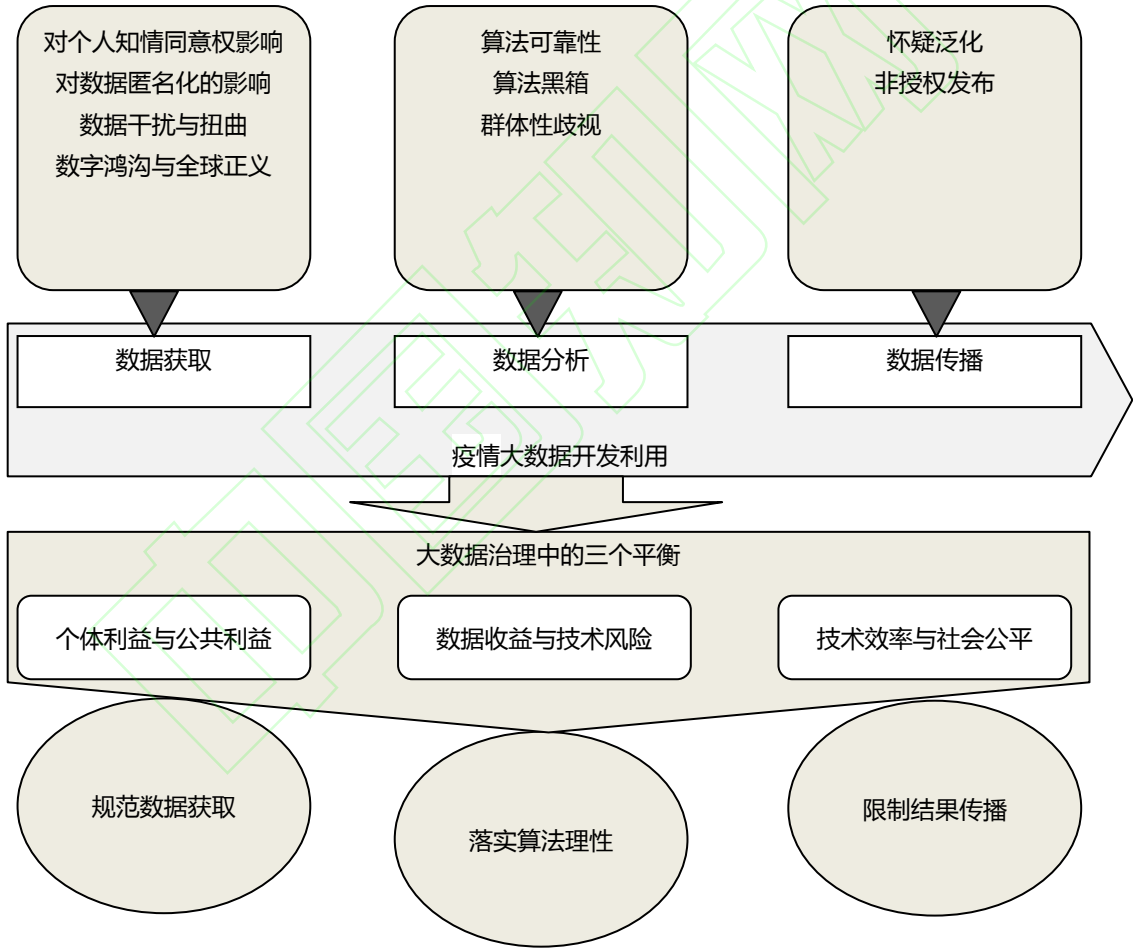 对个人知情同意权影响
对数据匿名化的影响
数据干扰与扭曲
数字鸿沟与全球正义
算法可靠性
算法黑箱
群体性歧视
怀疑泛化
非授权发布
数据获取
数据分析
数据传播
疫情大数据开发利用
大数据治理中的三个平衡
个体利益与公共利益
数据收益与技术风险
技术效率与社会公平
规范数据获取
落实算法理性
限制结果传播
中国知网